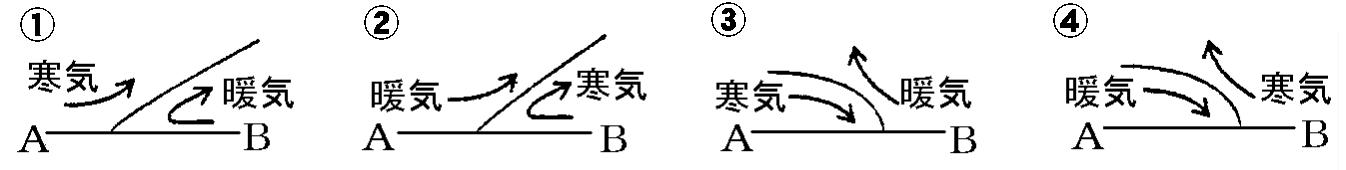 ① 寒気 暖気 A B
② 暖気 寒気 A B
③ 寒気 暖気 A B
④ 暖気 寒気 A B